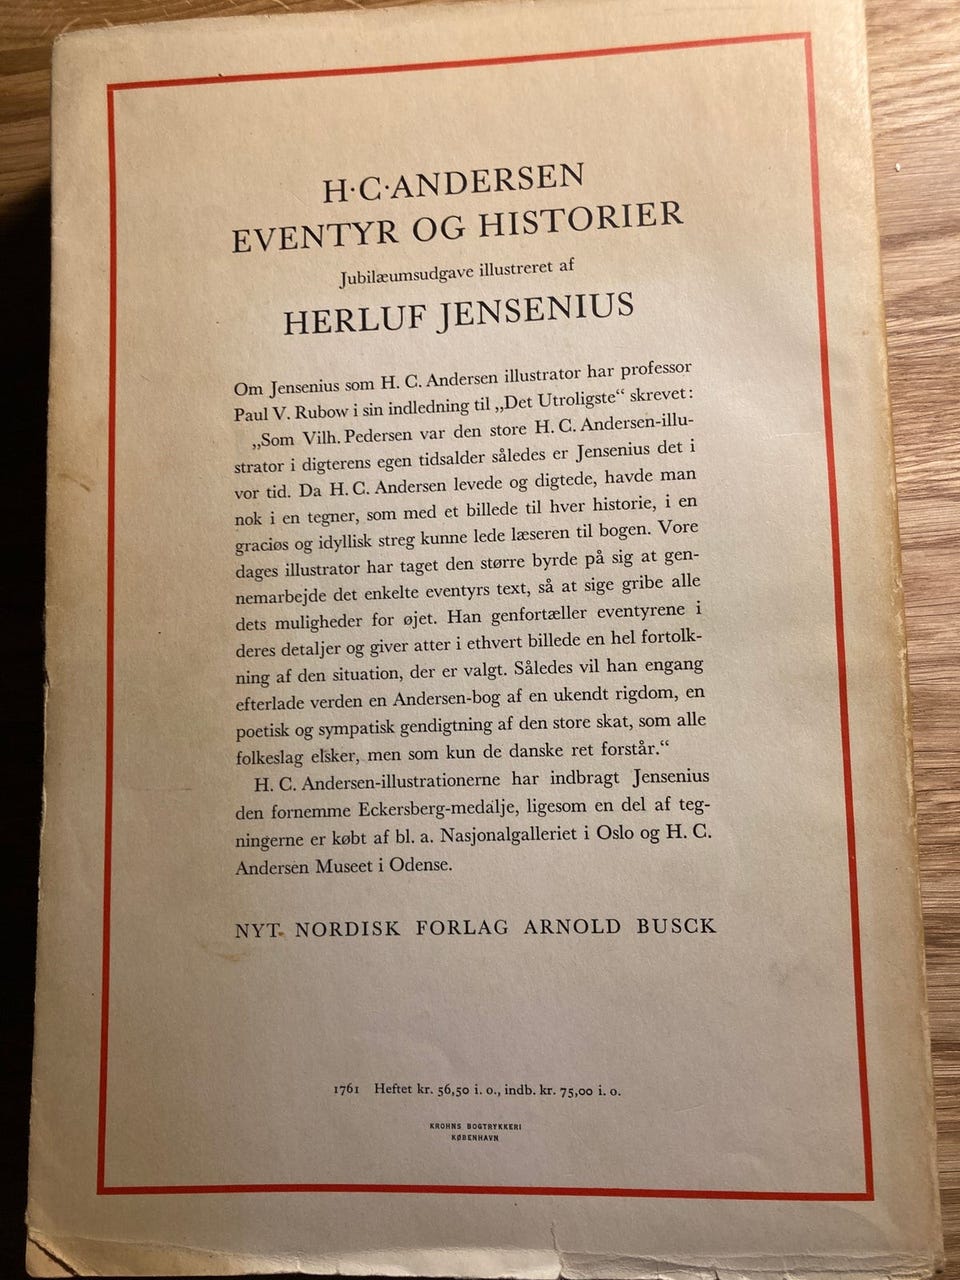 H·C·ANDERSEN
EVENTYR OG HISTORIER
Jubilæumsudgave illustreret af
HERLUF JENSENIUS
Om Jensenius som H. C. Andersen illustrator har professor
Paul V. Rubow i sin indledning til „Det Utroligste“ skrevet:
„Som Vilh. Pedersen var den store H. C. Andersen-illu-
strator i digterens egen tidsalder således er Jensenius det i
vor tid. Da H. C. Andersen levede og digtede, havde man
nok i en tegner, som med et billede til hver historie, i en
graciøs og idyllisk streg kunne lede læseren til bogen. Vore
dages illustrator har taget den større byrde på sig at gen-
nemarbejde det enkelte eventyrs text, så at sige gribe alle
dets muligheder for øjet. Han genfortæller eventyrene i
deres detaljer og giver atter i ethvert billede en hel fortolk-
ning af den situation, der er valgt. Således vil han engang
efterlade verden en Andersen-bog af en ukendt rigdom, en
poetisk og sympatisk gendigtning af den store skat, som alle
folkeslag elsker, men som kun de danske ret forstår.“
H. C. Andersen-illustrationerne har indbragt Jensenius
den fornemme Eckersberg-medalje, ligesom en del af teg-
ningerne er købt af bl. a. Nasjonalgalleriet i Oslo og H. C.
Andersen Museet i Odense.
NYT NORDISK FORLAG ARNOLD BUSCK
1761 Heftet kr. 56,50 i. o., indb. kr. 75,00 i. o.
KROHNS BOGTRYKKERI
KØBENHAVN